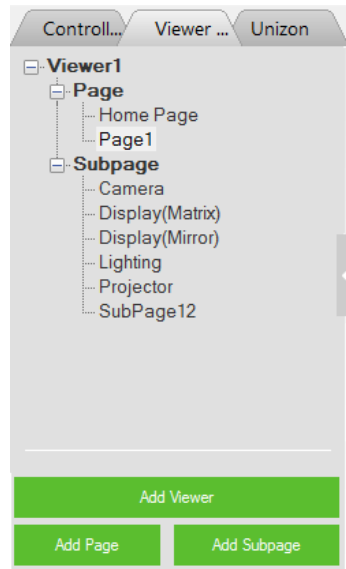 Controll... Viewer ... Unizon
Viewer1
Page
Home Page
Page1
Subpage
Camera
Display(Matrix)
Display(Mirror)
Lighting
Projector
SubPage12
Add Viewer
Add Page Add Subpage